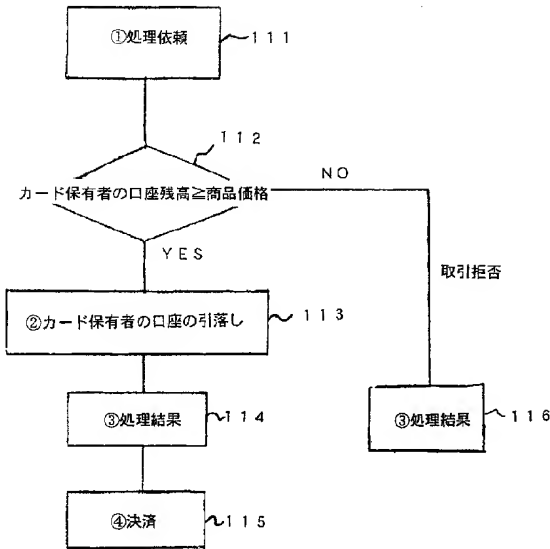 ①処理依頼
111
112
カード保有者の口座残高≧商品価格
NO
YES
取引拒否
②カード保有者の口座の引落し
113
③処理結果
114
③処理結果
116
④決済
115